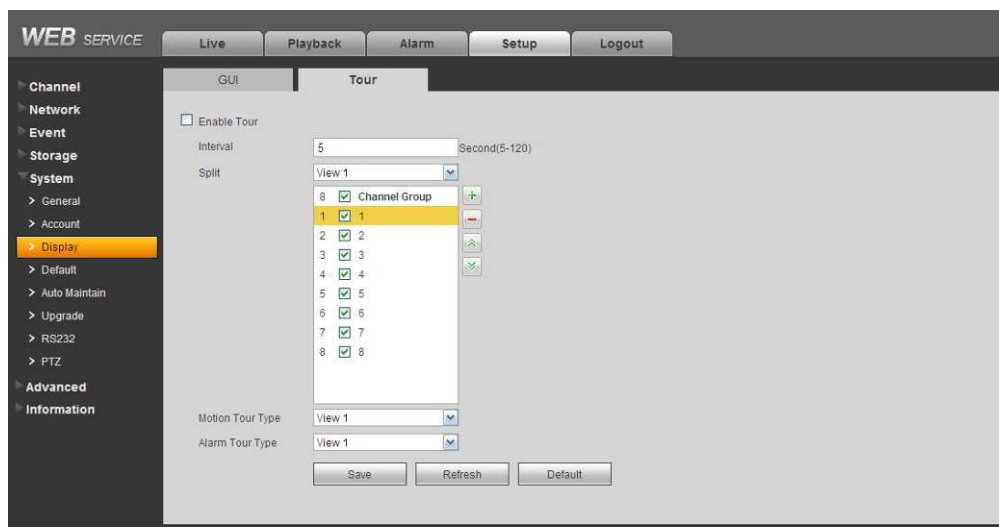 WEB SERVICE
Live Playback Alarm Setup Logout
Channel
Network
Event
Storage
System
> General
> Account
> Display
> Default
> Auto Maintain
> Upgrade
> RS232
> PTZ
Advanced
Information
GUI Tour
Enable Tour
Interval 5 Second(5-120)
Split View 1
8 Channel Group
1 1
2 2
3 3
4 4
5 5
6 6
7 7
8 8
Motion Tour Type View 1
Alarm Tour Type View 1
Save Refresh Default